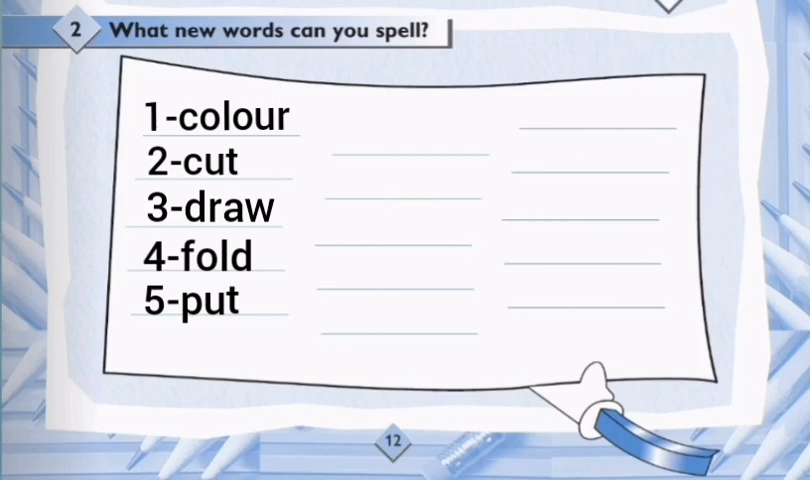 2 What new words can you spell?
1-colour
2-cut
3-draw
4-fold
5-put
12